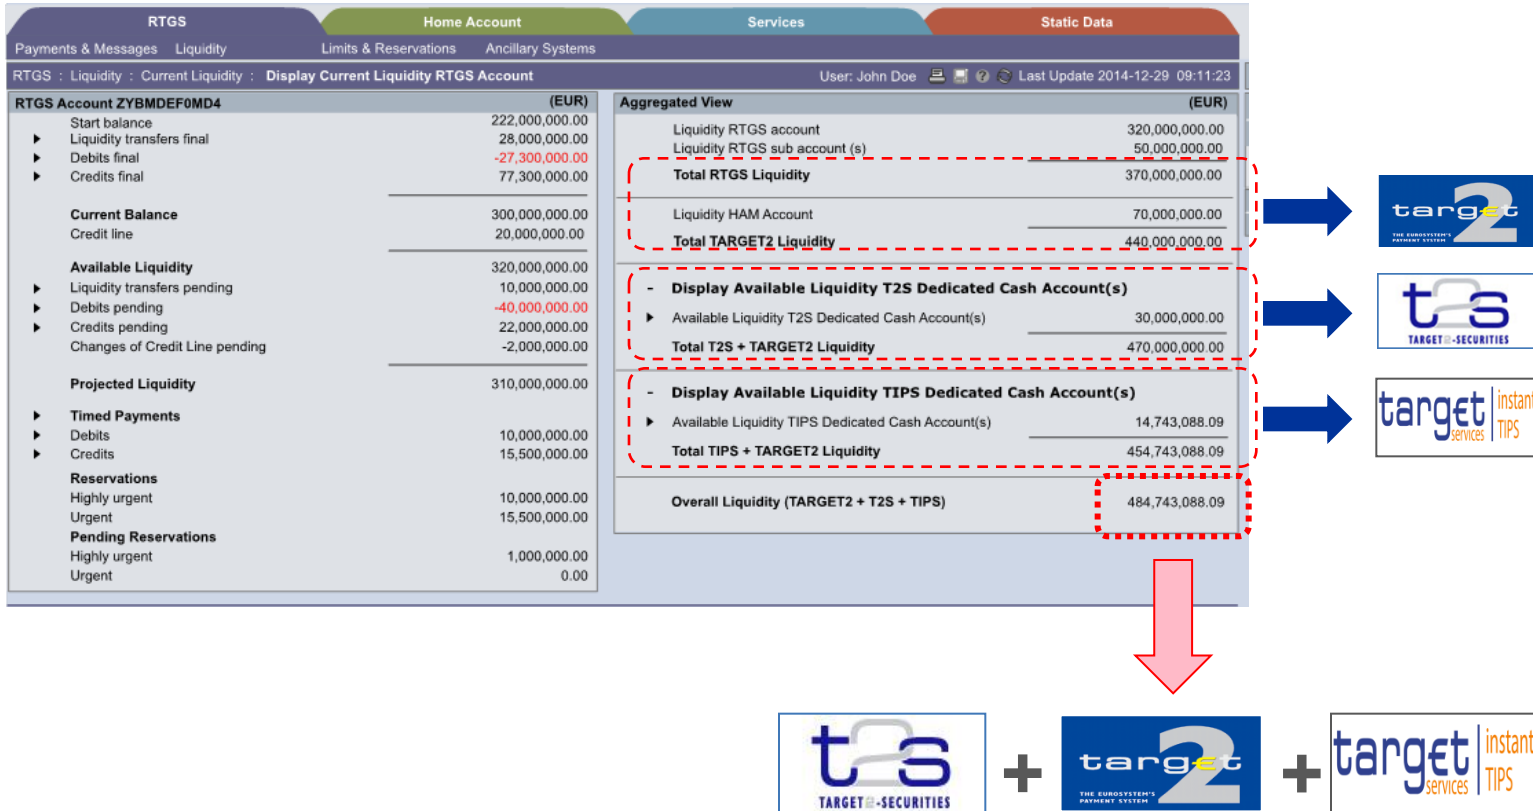 RTGS Home Account Services Static Data
Payments & Messages Liquidity Limits & Reservations Ancillary Systems
RTGS : Liquidity : Current Liquidity : Display Current Liquidity RTGS Account User: John Doe Last Update 2014-12-29 09:11:23
RTGS Account ZYBMDEF0MD4 (EUR)
Start balance 222,000,000.00
Liquidity transfers final 28,000,000.00
Debits final -27,300,000.00
Credits final 77,300,000.00
Current Balance 300,000,000.00
Credit line 20,000,000.00
Available Liquidity 320,000,000.00
Liquidity transfers pending 10,000,000.00
Debits pending -40,000,000.00
Credits pending 22,000,000.00
Changes of Credit Line pending -2,000,000.00
Projected Liquidity 310,000,000.00
Timed Payments
Debits 10,000,000.00
Credits 15,500,000.00
Reservations
Highly urgent 10,000,000.00
Urgent 15,500,000.00
Pending Reservations
Highly urgent 1,000,000.00
Urgent 0.00
Aggregated View (EUR)
Liquidity RTGS account 320,000,000.00
Liquidity RTGS sub account (s) 50,000,000.00
Total RTGS Liquidity 370,000,000.00
Liquidity HAM Account 70,000,000.00
Total TARGET2 Liquidity 440,000,000.00
- Display Available Liquidity T2S Dedicated Cash Account(s)
Available Liquidity T2S Dedicated Cash Account(s) 30,000,000.00
Total T2S + TARGET2 Liquidity 470,000,000.00
- Display Available Liquidity TIPS Dedicated Cash Account(s)
Available Liquidity TIPS Dedicated Cash Account(s) 14,743,088.09
Total TIPS + TARGET2 Liquidity 454,743,088.09
Overall Liquidity (TARGET2 + T2S + TIPS) 484,743,088.09
target 2
THE EUROSYSTEM'S
PAYMENT SYSTEM
t2s
TARGET2-SECURITIES
target instant
services TIPS
t2s
TARGET2-SECURITIES
+
target 2
THE EUROSYSTEM'S
PAYMENT SYSTEM
+
target instant
services TIPS